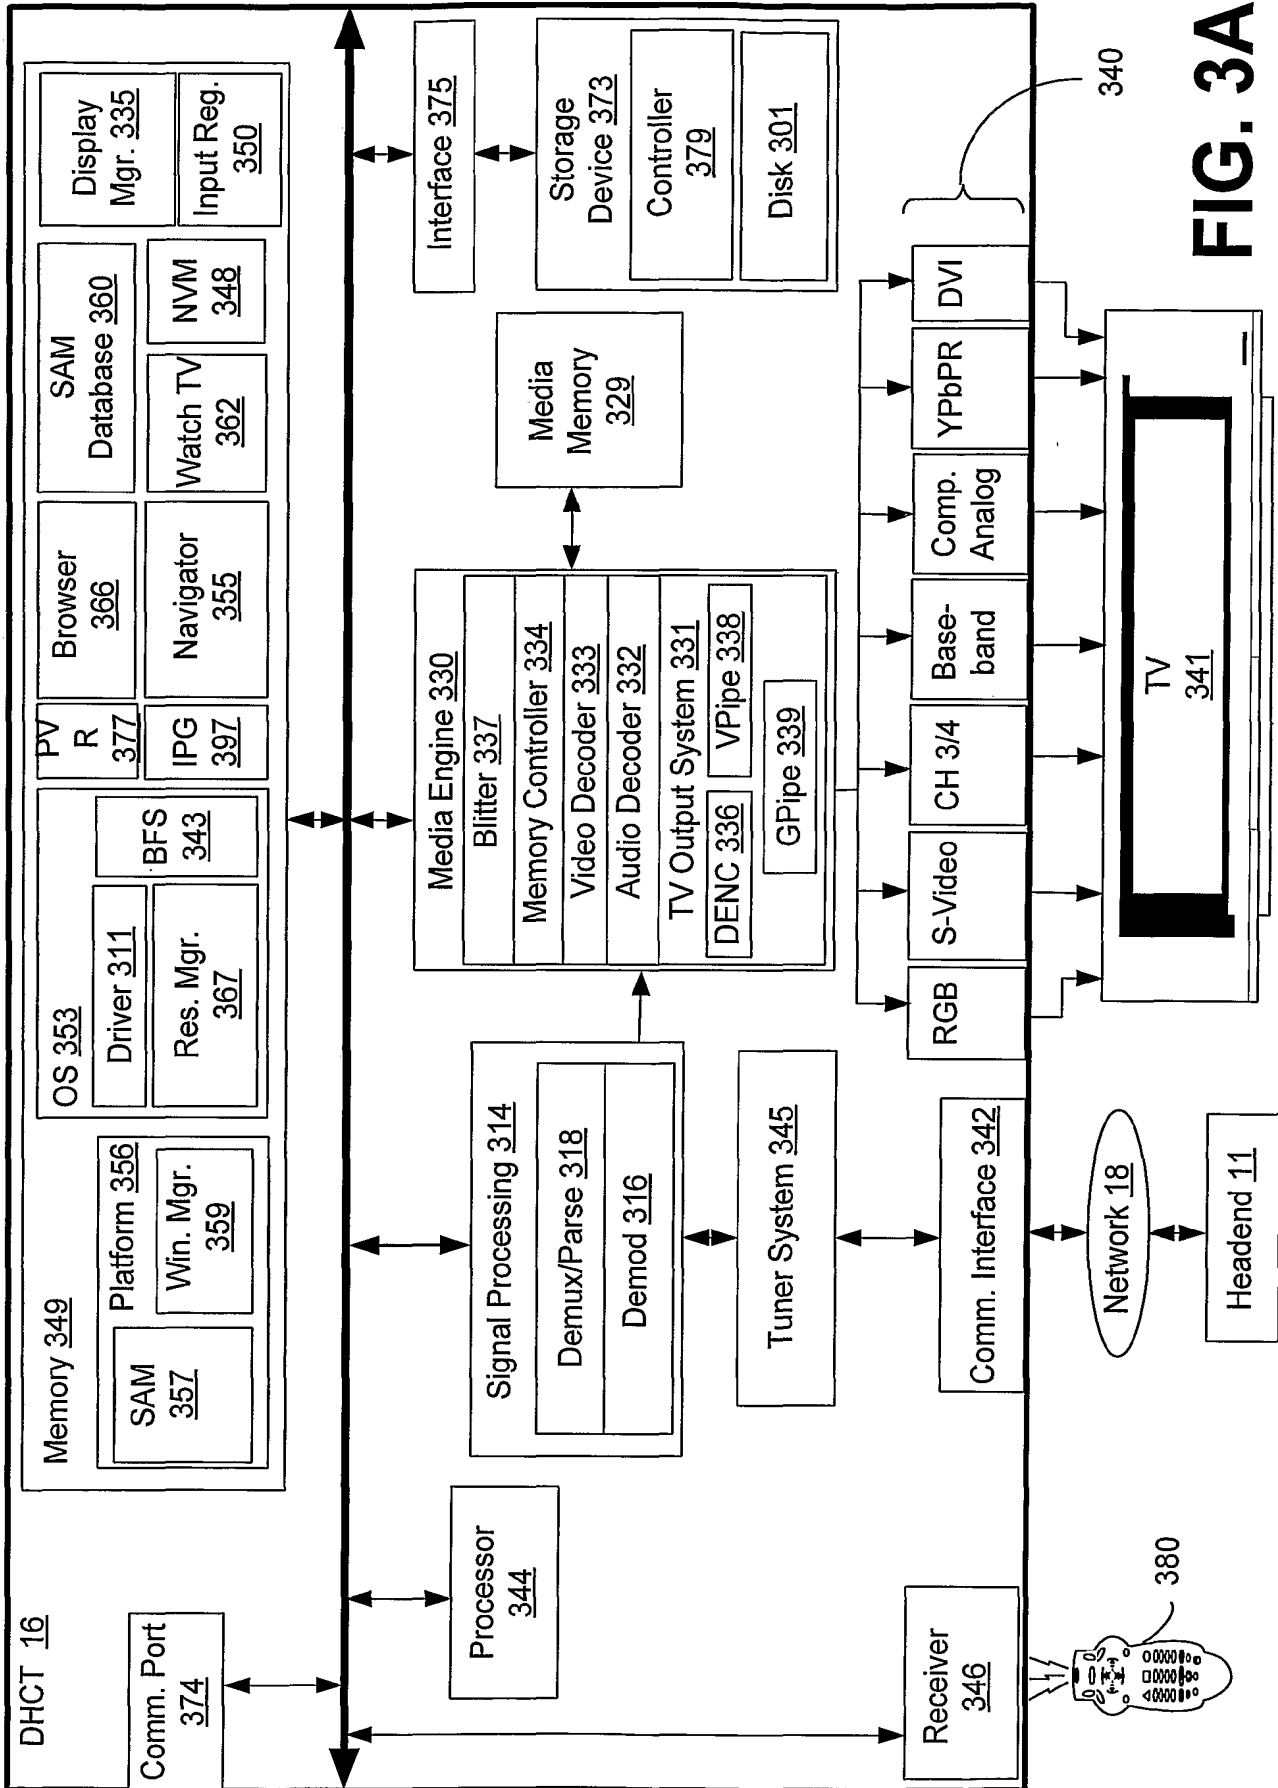 DHCT 16
Comm. Port
374
Memory 349
Platform 356
SAM
357
Win. Mgr.
359
OS 353
Driver 311
BFS
343
Res. Mgr.
367
PV
R
377
IPG
397
Browser
366
Navigator
355
SAM
Database 360
Watch TV
362
NVM
348
Display
Mgr. 335
Input Reg.
350
Processor
344
Signal Processing 314
Demux/Parse 318
Demod 316
Tuner System 345
Media Engine 330
Blitter 337
Memory Controller 334
Video Decoder 333
Audio Decoder 332
TV Output System 331
DENC 336
VPipe 338
GPipe 339
Media
Memory
329
Interface 375
Storage
Device 373
Controller
379
Disk 301
Receiver
346
Comm. Interface 342
RGB
S-Video
CH 3/4
Base-
band
Comp.
Analog
YPbPR
DVI
340
380
Network 18
Headend 11
TV
341
FIG. 3A